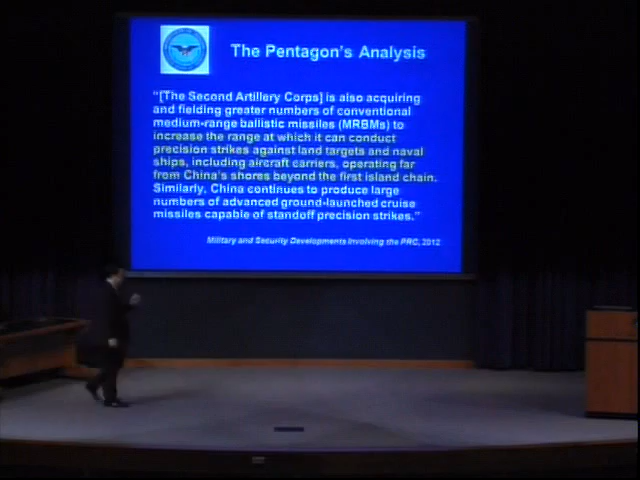 The Pentagon's Analysis
"[The Second Artillery Corps] is also acquiring
and fielding greater numbers of conventional
medium-range ballistic missiles (MRBMs) to
increase the range at which it can conduct
precision strikes against land targets and naval
ships, including aircraft carriers, operating far
from China's shores beyond the first island chain.
Similarly, China continues to produce large
numbers of advanced ground-launched cruise
missiles capable of standoff precision strikes."
Military and Security Developments Involving the PRC, 2012